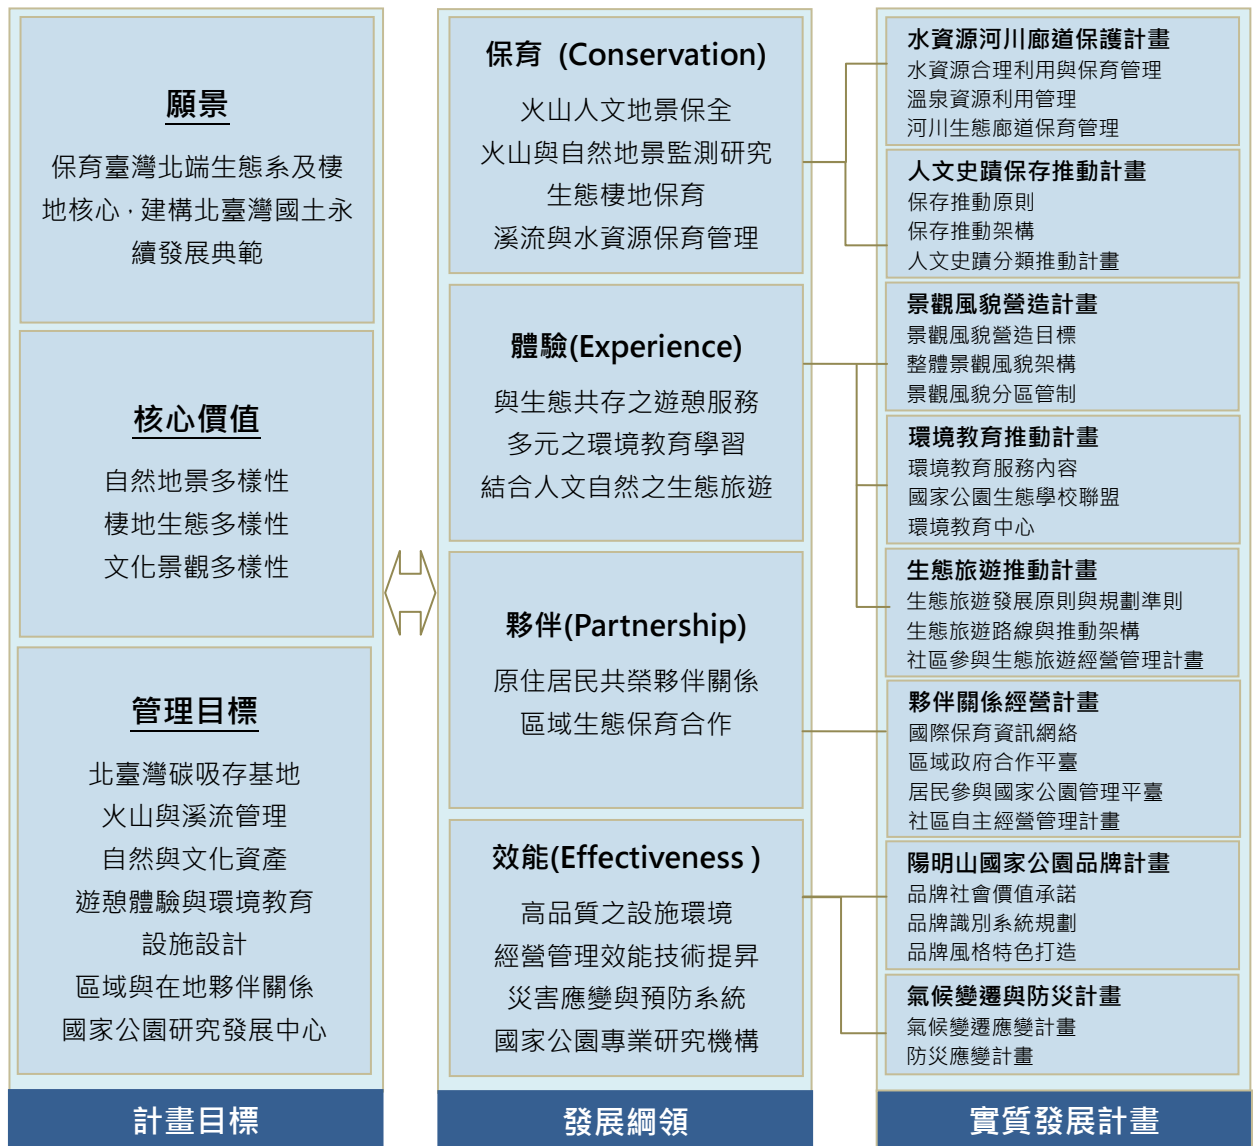 願景
保育臺灣北端生態系及棲
地核心，建構北臺灣國土永
續發展典範
核心價值
自然地景多樣性
棲地生態多樣性
文化景觀多樣性
管理目標
北臺灣碳吸存基地
火山與溪流管理
自然與文化資產
遊憩體驗與環境教育
設施設計
區域與在地夥伴關係
國家公園研究發展中心
計畫目標
保育 (Conservation)
火山人文地景保全
火山與自然地景監測研究
生態棲地保育
溪流與水資源保育管理
體驗(Experience)
與生態共存之遊憩服務
多元之環境教育學習
結合人文自然之生態旅遊
夥伴(Partnership)
原住居民共榮夥伴關係
區域生態保育合作
效能(Effectiveness )
高品質之設施環境
經營管理效能技術提昇
災害應變與預防系統
國家公園專業研究機構
發展綱領
水資源河川廊道保護計畫
水資源合理利用與保育管理
溫泉資源利用管理
河川生態廊道保育管理
人文史蹟保存推動計畫
保存推動原則
保存推動架構
人文史蹟分類推動計畫
景觀風貌營造計畫
景觀風貌營造目標
整體景觀風貌架構
景觀風貌分區管制
環境教育推動計畫
環境教育服務內容
國家公園生態學校聯盟
環境教育中心
生態旅遊推動計畫
生態旅遊發展原則與規劃準則
生態旅遊路線與推動架構
社區參與生態旅遊經營管理計畫
夥伴關係經營計畫
國際保育資訊網絡
區域政府合作平臺
居民參與國家公園管理平臺
社區自主經營管理計畫
陽明山國家公園品牌計畫
品牌社會價值承諾
品牌識別系統規劃
品牌風格特色打造
氣候變遷與防災計畫
氣候變遷應變計畫
防災應變計畫
實質發展計畫